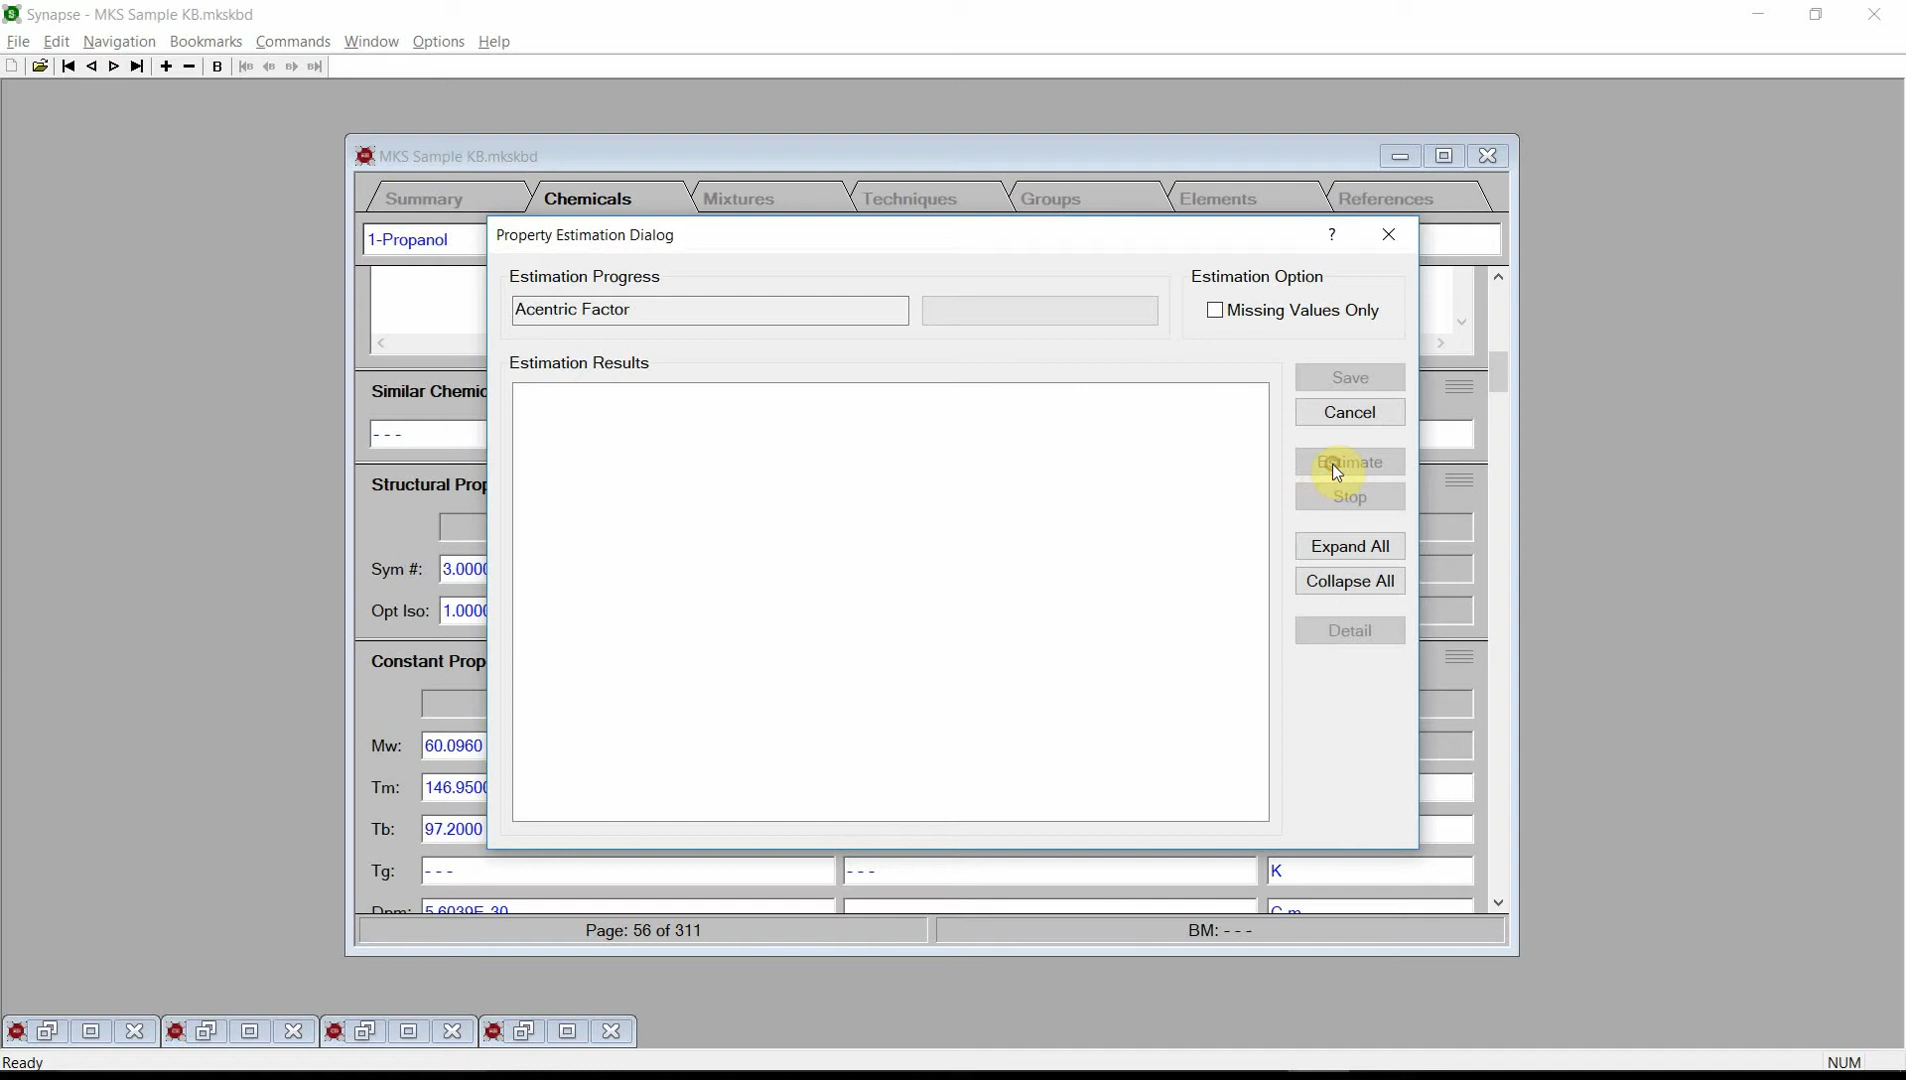 Synapse - MKS Sample KB.mkskbd
File Edit Navigation Bookmarks Commands Window Options Help
B
MKS Sample KB.mkskbd
Summary Chemicals Mixtures Techniques Groups Elements References
1-Propanol
Property Estimation Dialog
Estimation Progress
Acentric Factor
Estimation Option
Missing Values Only
Estimation Results
Save
Cancel
Estimate
Stop
Expand All
Collapse All
Detail
Similar Chemic
- - -
Structural Prop
Sym #: 3.0000
Opt Iso: 1.0000
Constant Prop
Mw: 60.0960
Tm: 146.9500
Tb: 97.2000
Tg: - - - - - - K
Dpm: 5.6039E-30 C·m
Page: 56 of 311 BM: - - -
Ready NUM